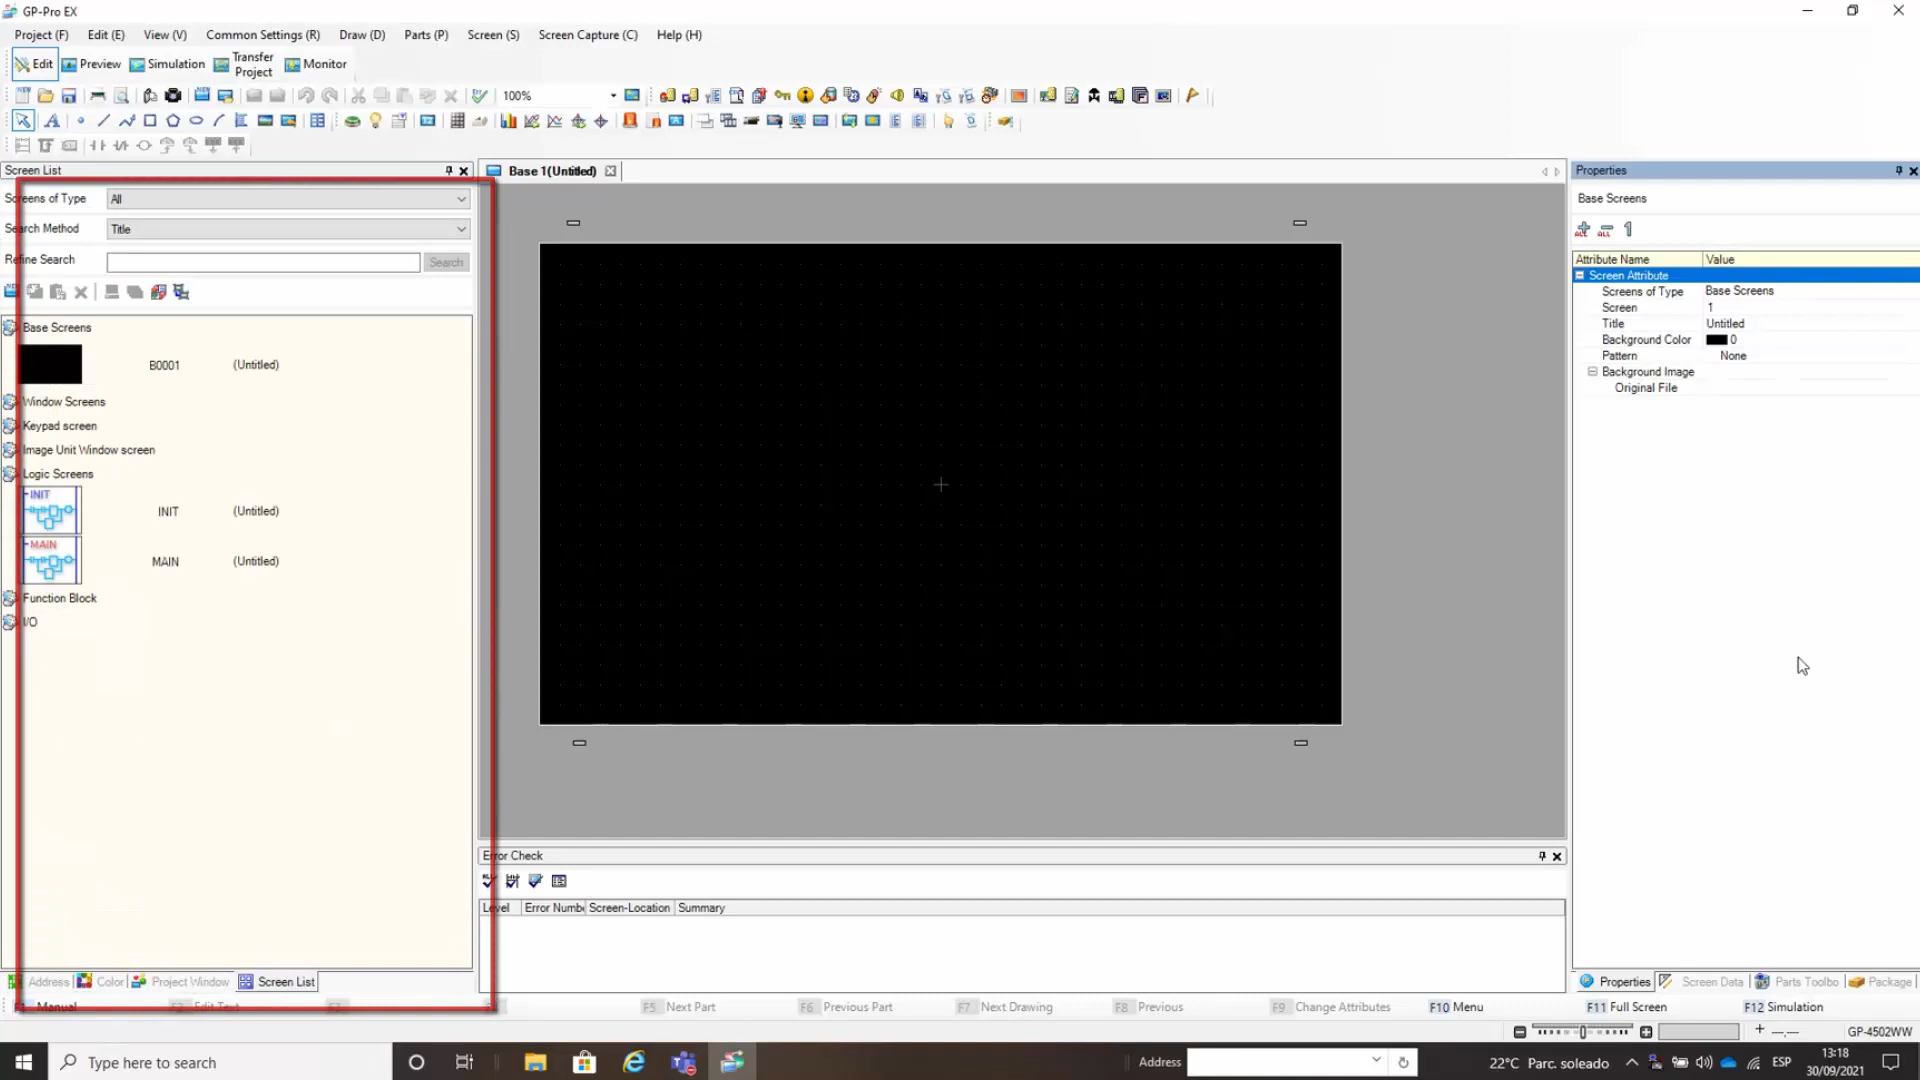 GP-Pro EX
Project (F) Edit (E) View (V) Common Settings (R) Draw (D) Parts (P) Screen (S) Screen Capture (C) Help (H)
Edit Preview Simulation Transfer Project Monitor
100%
Screen List
Base 1(Untitled)
Properties
Screens of Type All
Base Screens
Search Method Title
Refine Search Search
Attribute Name Value
Screen Attribute
Screens of Type Base Screens
Screen 1
Title Untitled
Background Color 0
Pattern None
Background Image
Original File
Base Screens
B0001 (Untitled)
Window Screens
Keypad screen
Image Unit Window screen
Logic Screens
INIT
INIT (Untitled)
MAIN
MAIN (Untitled)
Function Block
I/O
Error Check
Level Error Numbe Screen-Location Summary
Address Color Project Window Screen List
Properties Screen Data Parts Toolbo Package
F1 Manual F2 Edit Text F5 Next Part F6 Previous Part F7 Next Drawing F8 Previous F9 Change Attributes F10 Menu F11 Full Screen F12 Simulation
GP-4502WW
Type here to search
Address
22°C Parc. soleado
ESP
13:18
30/09/2021